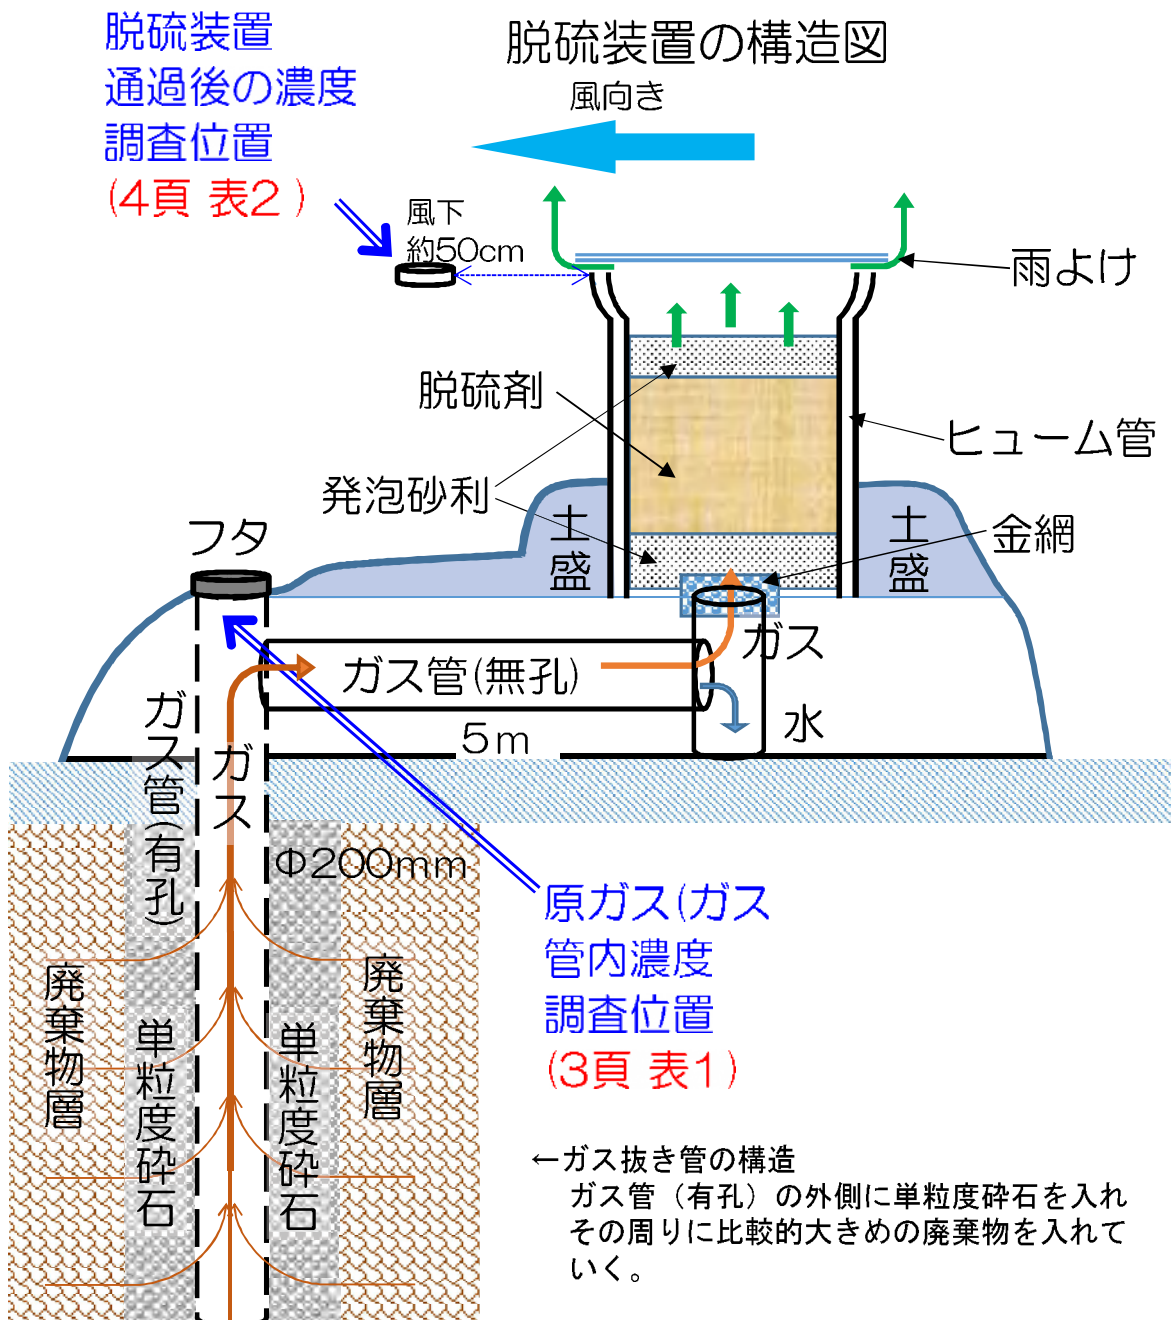 脱硫装置
通過後の濃度
調査位置
(4頁 表2 )
脱硫装置の構造図
風向き
風下
約50cm
雨よけ
脱硫剤
ヒューム管
発泡砂利
土盛
土盛
金網
フタ
ガス
ガス管(無孔)
水
5m
ガス管(有孔)
ガス
Φ200mm
原ガス(ガス
管内濃度
調査位置
(3頁 表1)
廃棄物層
単粒度砕石
単粒度砕石
廃棄物層
←ガス抜き管の構造
ガス管（有孔）の外側に単粒度砕石を入れ
その周りに比較的大きめの廃棄物を入れて
いく。